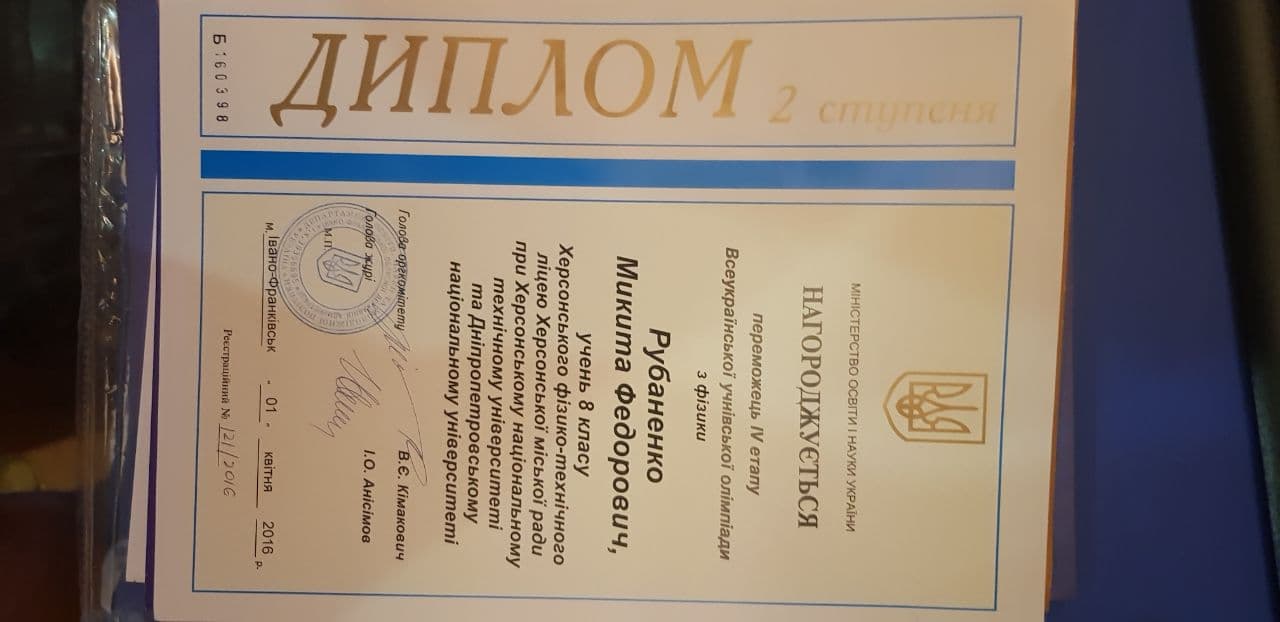 ДИПЛОМ
2 ступеня
Б 160398
МІНІСТЕРСТВО ОСВІТИ І НАУКИ УКРАЇНИ
НАГОРОДЖУЄТЬСЯ
переможець IV етапу
Всеукраїнської учнівської олімпіади
з фізики
Рубаненко
Микита Федорович,
учень 8 класу
Херсонського фізико-технічного
ліцею Херсонської міської ради
при Херсонському національному
технічному університеті
та Дніпропетровському
національному університеті
Голова оргкомітету В.Є. Кімакович
Голова журі І.О. Анісімов
М.П.
м. Івано-Франківськ - 01 - квітня 2016 р.
Реєстраційний № 121/2016